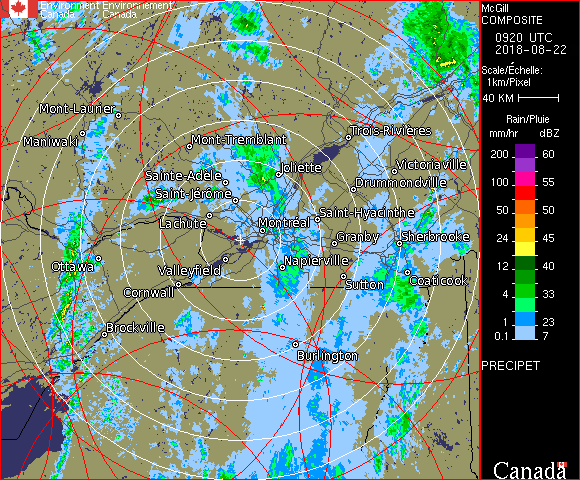 Environment Environnement
Canada Canada
McGill
COMPOSITE
0920 UTC
2018-08-22
Scale/Échelle:
1km/Pixel
40 KM
Rain/Pluie
mm/hr dBZ
200 60
100 55
50 50
24 45
12 40
4 33
1 23
0.1 7
PRECIPET
Canada
Mont-Laurier
Maniwaki
Mont-Tremblant
Trois-Rivières
Sainte-Adèle
Joliette
Victoriaville
Saint-Jérôme
Drummondville
Lachute
Montréal
Saint-Hyacinthe
Granby
Sherbrooke
Ottawa
Valleyfield
Napierville
Cornwall
Sutton
Coaticook
Brockville
Burlington